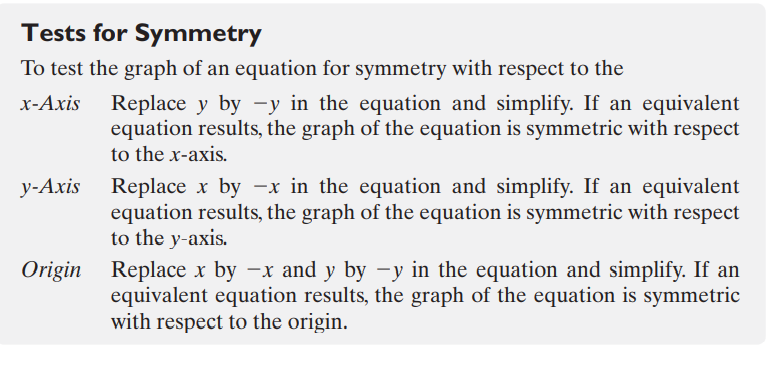 Tests for Symmetry
To test the graph of an equation for symmetry with respect to the
x-Axis Replace y by −y in the equation and simplify. If an equivalent
equation results, the graph of the equation is symmetric with respect
to the x-axis.
y-Axis Replace x by −x in the equation and simplify. If an equivalent
equation results, the graph of the equation is symmetric with respect
to the y-axis.
Origin Replace x by −x and y by −y in the equation and simplify. If an
equivalent equation results, the graph of the equation is symmetric
with respect to the origin.